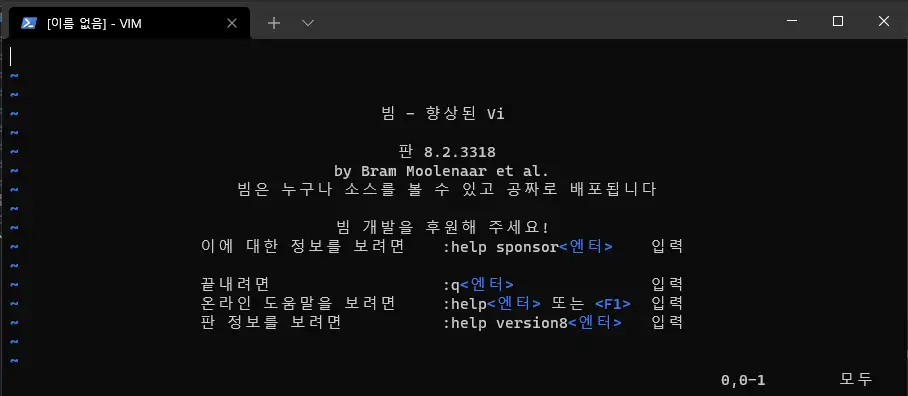 [이름 없음] - VIM
~
~
빔 - 향상된 Vi
~
~
판 8.2.3318
~
by Bram Moolenaar et al.
~
빔은 누구나 소스를 볼 수 있고 공짜로 배포됩니다
~
~
빔 개발을 후원해 주세요!
~
이에 대한 정보를 보려면 :help sponsor<엔터> 입력
~
~
끝내려면 :q<엔터> 입력
~
온라인 도움말을 보려면 :help<엔터> 또는 <F1> 입력
~
판 정보를 보려면 :help version8<엔터> 입력
~
~
~
0,0-1 모두